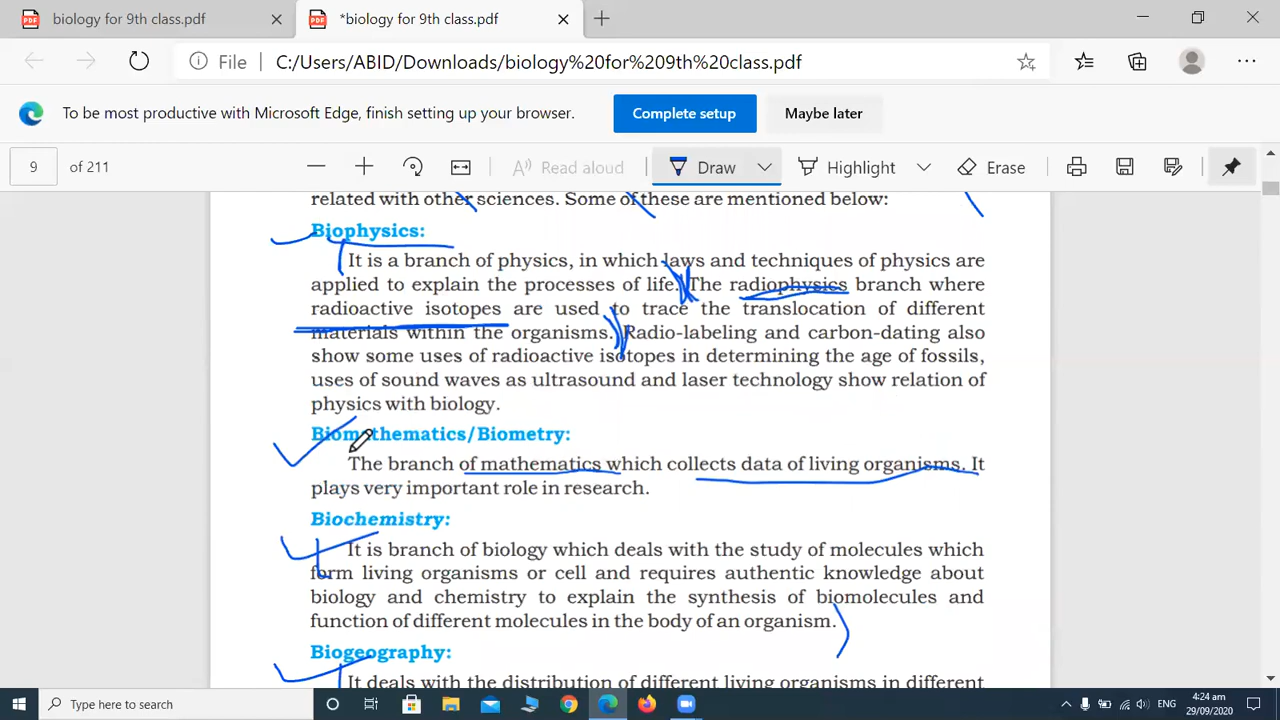 biology for 9th class.pdf
*biology for 9th class.pdf
File C:/Users/ABID/Downloads/biology%20for%209th%20class.pdf
To be most productive with Microsoft Edge, finish setting up your browser. Complete setup Maybe later
9 of 211 Read aloud Draw Highlight Erase
related with other sciences. Some of these are mentioned below:
Biophysics:
It is a branch of physics, in which laws and techniques of physics are
applied to explain the processes of life. The radiophysics branch where
radioactive isotopes are used to trace the translocation of different
materials within the organisms. Radio-labeling and carbon-dating also
show some uses of radioactive isotopes in determining the age of fossils,
uses of sound waves as ultrasound and laser technology show relation of
physics with biology.
Biomathematics/Biometry:
The branch of mathematics which collects data of living organisms. It
plays very important role in research.
Biochemistry:
It is branch of biology which deals with the study of molecules which
form living organisms or cell and requires authentic knowledge about
biology and chemistry to explain the synthesis of biomolecules and
function of different molecules in the body of an organism.
Biogeography:
It deals with the distribution of different living organisms in different
Type here to search
ENG
4:24 am
29/09/2020